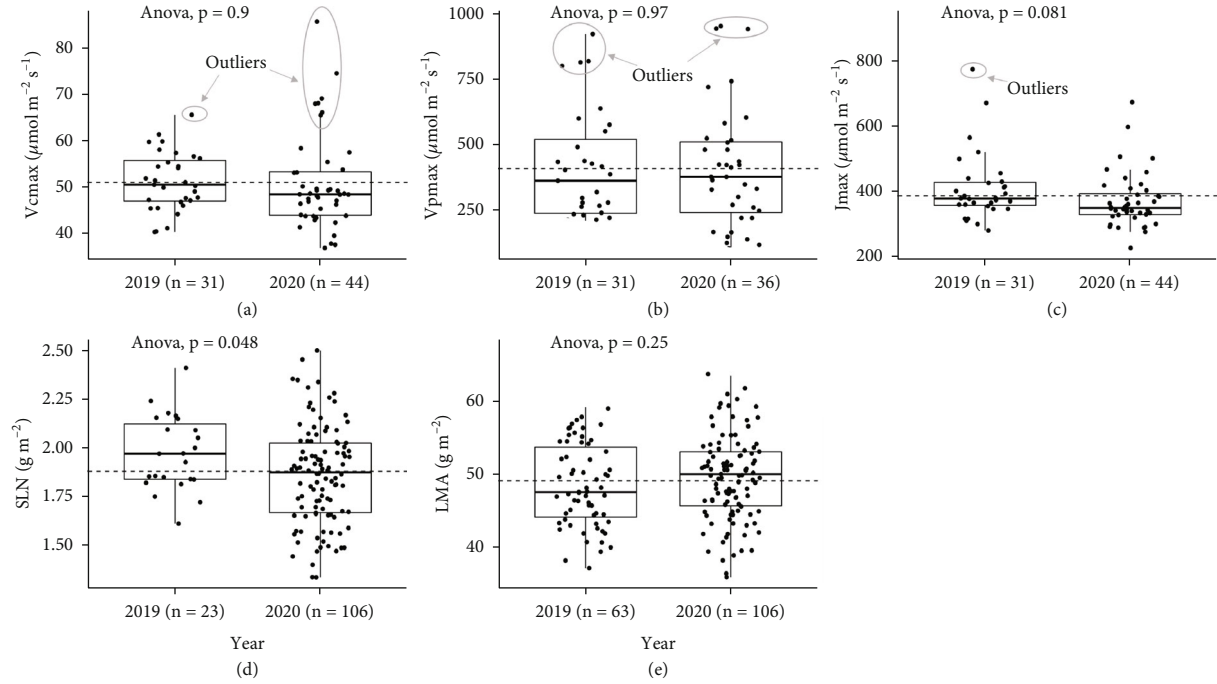 Anova, p = 0.9
Vcmax (μmol m−2 s−1)
80
70
60
50
40
Outliers
2019 (n = 31)
2020 (n = 44)
(a)
Anova, p = 0.97
Vpmax (μmol m−2 s−1)
1000
750
500
250
Outliers
2019 (n = 31)
2020 (n = 36)
(b)
Anova, p = 0.081
Jmax (μmol m−2 s−1)
800
600
400
200
Outliers
2019 (n = 31)
2020 (n = 44)
(c)
Anova, p = 0.048
SLN (g m−2)
2.50
2.25
2.00
1.75
1.50
2019 (n = 23)
2020 (n = 106)
Year
(d)
Anova, p = 0.25
LMA (g m−2)
60
50
40
2019 (n = 63)
2020 (n = 106)
Year
(e)